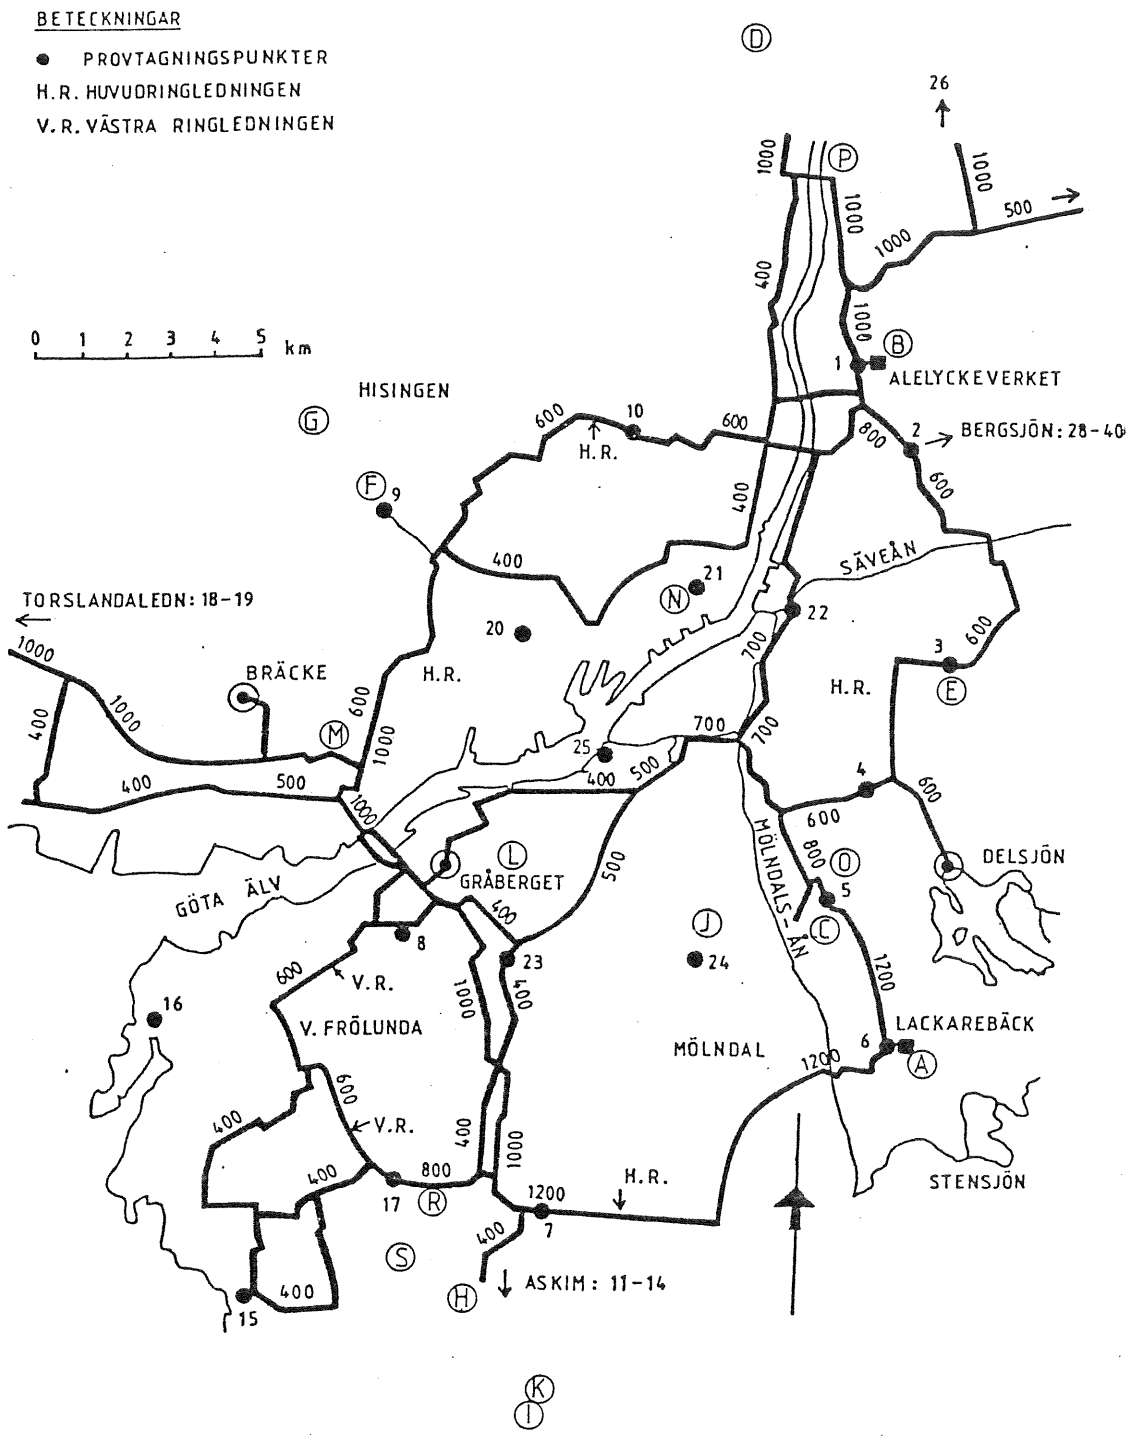 BETECKNINGAR
● PROVTAGNINGSPUNKTER
H.R. HUVUDRINGLEDNINGEN
V.R. VÄSTRA RINGLEDNINGEN
D
26
P
1000
1000
1000
500
1000
400
1000
0 1 2 3 4 5 km
B
1
ALELYCKEVERKET
HISINGEN
G
600
10
600
800
2
BERGSJÖN: 28-40
H.R.
F
9
400
600
400
SÄVEÅN
21
N
TORSLANDALEDN: 18-19
20
22
600
1000
700
3
BRÄCKE
H.R.
H.R.
E
600
400
1000
M
1000
700
700
25
400
500
4
400
500
1000
600
600
800
MÖLNDALS-ÅN
O
L
DELSJÖN
GRÅBERGET
500
GÖTA ÄLV
5
400
J
C
8
23
24
600
V.R.
1000
400
1200
16
V. FRÖLUNDA
LACKAREBÄCK
MÖLNDAL
6
1200
A
600
400
V.R.
400
1000
400
800
H.R.
STENSJÖN
17
R
1200
7
400
S
400
H
ASKIM: 11-14
15
K
I